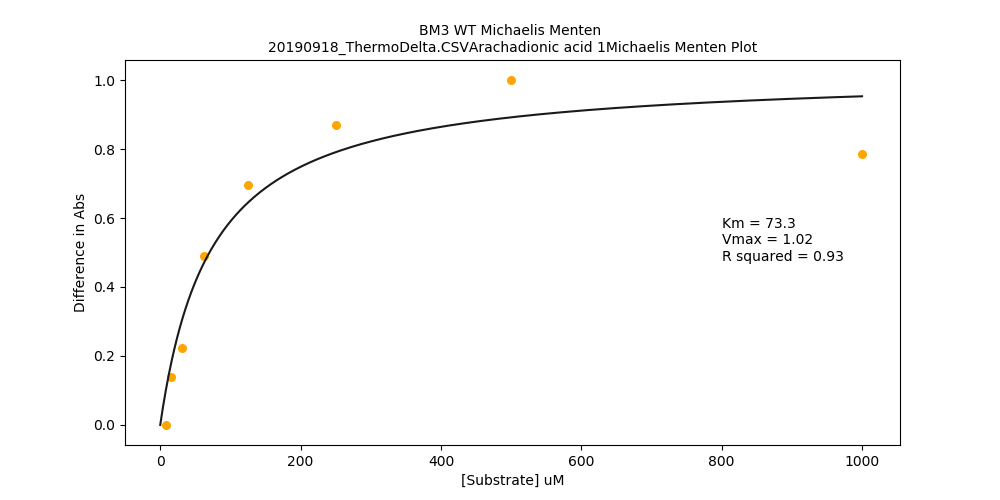 BM3 WT Michaelis Menten
20190918_ThermoDelta.CSVArachadionic acid 1Michaelis Menten Plot
1.0
0.8
0.6
0.4
0.2
0.0
Difference in Abs
Km = 73.3
Vmax = 1.02
R squared = 0.93
0 200 400 600 800 1000
[Substrate] uM